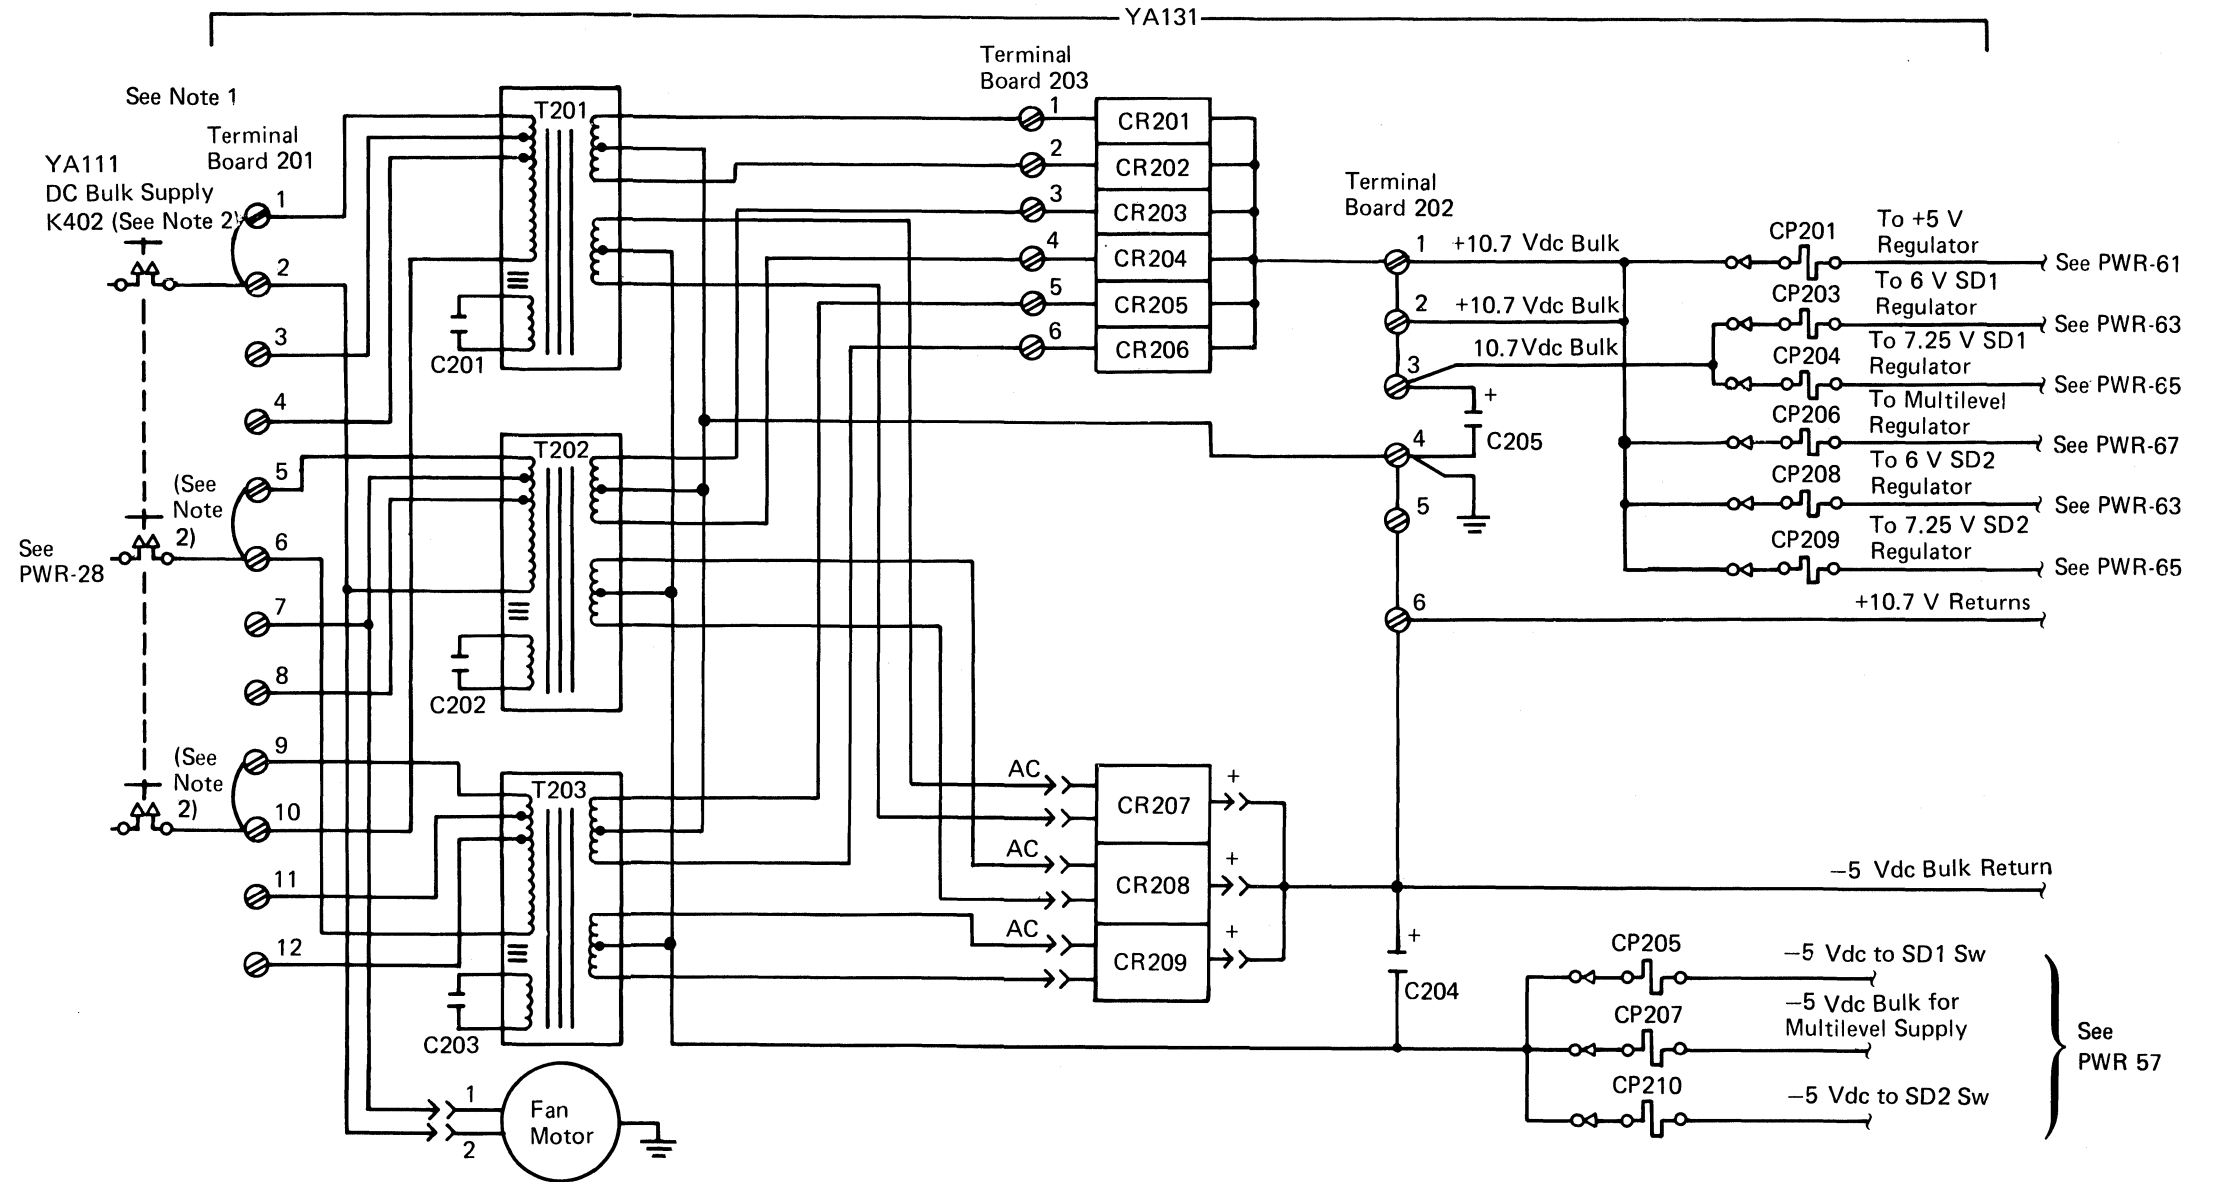 YA131
See Note 1
YA111
DC Bulk Supply
K402 (See Note 2)
Terminal
Board 201
1
2
3
4
5
6
7
8
9
10
11
12
(See
Note
2)
(See
Note
2)
See
PWR-28
T201
C201
T202
C202
T203
C203
1
2
Fan
Motor
Terminal
Board 203
1
2
3
4
5
6
CR201
CR202
CR203
CR204
CR205
CR206
AC
AC
AC
CR207
CR208
CR209
+
+
+
Terminal
Board 202
1
2
3
4
5
6
+10.7 Vdc Bulk
+10.7 Vdc Bulk
10.7Vdc Bulk
+
C205
CP201
To +5 V
Regulator
See PWR-61
CP203
To 6 V SD1
Regulator
See PWR-63
CP204
To 7.25 V SD1
Regulator
See PWR-65
CP206
To Multilevel
Regulator
See PWR-67
CP208
To 6 V SD2
Regulator
See PWR-63
CP209
To 7.25 V SD2
Regulator
See PWR-65
+10.7 V Returns
−5 Vdc Bulk Return
+
C204
CP205
−5 Vdc to SD1 Sw
CP207
−5 Vdc Bulk for
Multilevel Supply
CP210
−5 Vdc to SD2 Sw
See
PWR 57